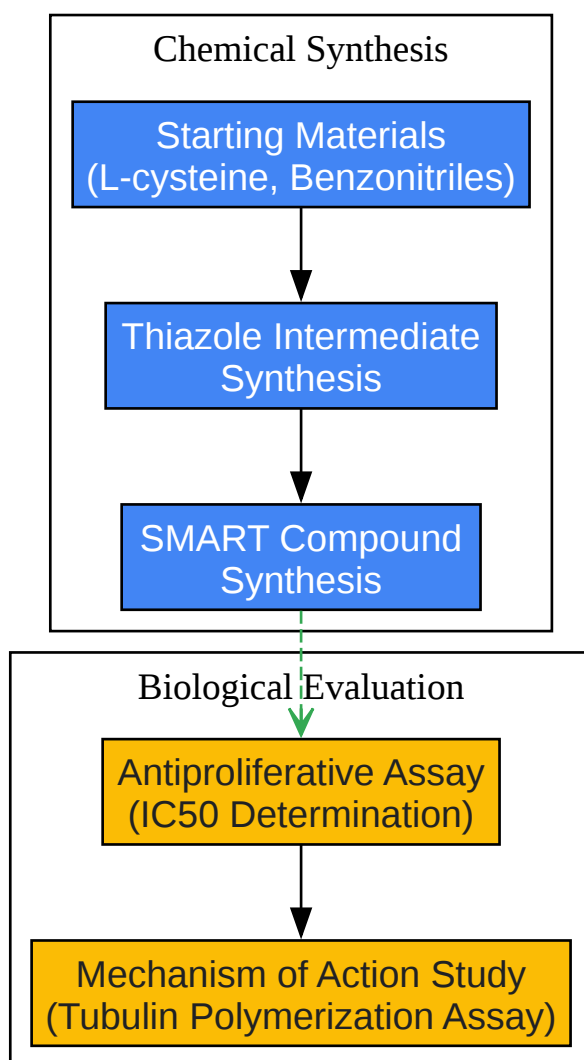 Chemical Synthesis
Starting Materials
(L-cysteine, Benzonitriles)
Thiazole Intermediate
Synthesis
SMART Compound
Synthesis
Biological Evaluation
Antiproliferative Assay
(IC50 Determination)
Mechanism of Action Study
(Tubulin Polymerization Assay)